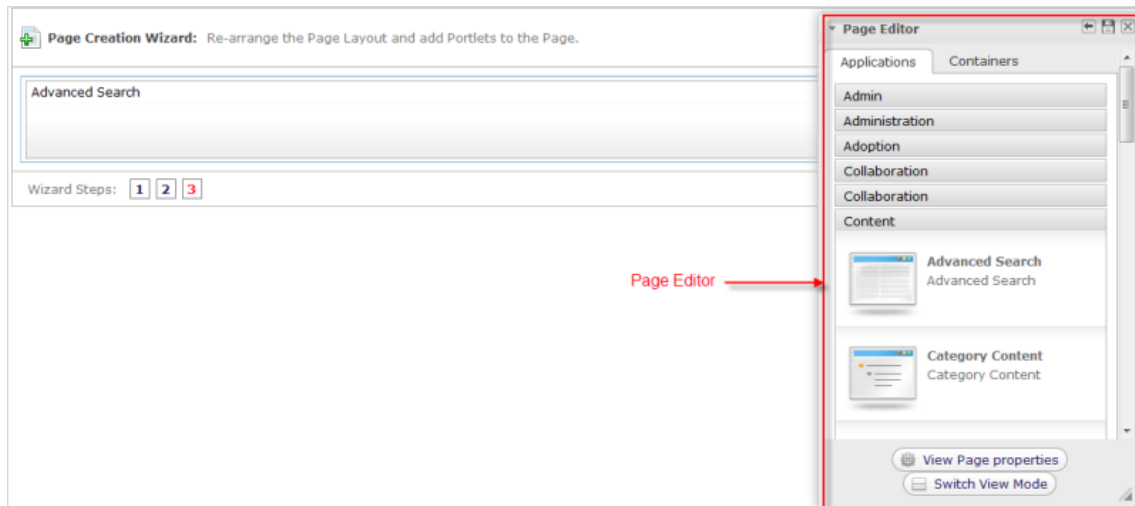 Page Creation Wizard: Re-arrange the Page Layout and add Portlets to the Page.
Advanced Search
Wizard Steps: 1 2 3
Page Editor
Page Editor
Applications Containers
Admin
Administration
Adoption
Collaboration
Collaboration
Content
Advanced Search
Advanced Search
Category Content
Category Content
View Page properties
Switch View Mode